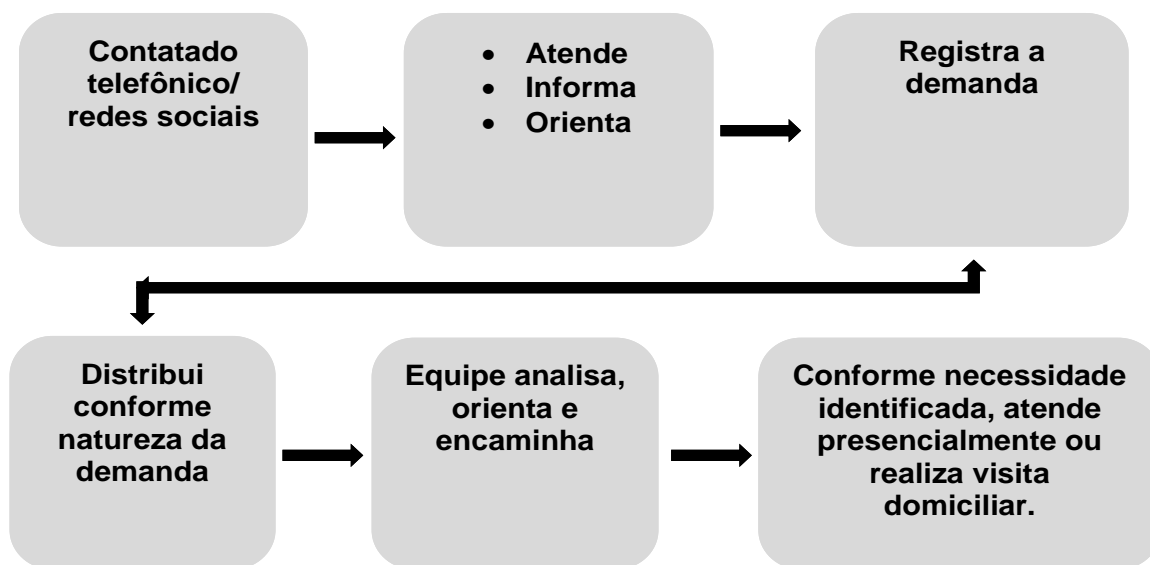 Contatado
telefônico/
redes sociais
• Atende
• Informa
• Orienta
Registra a
demanda
Distribui
conforme
natureza da
demanda
Equipe analisa,
orienta e
encaminha
Conforme necessidade
identificada, atende
presencialmente ou
realiza visita
domiciliar.